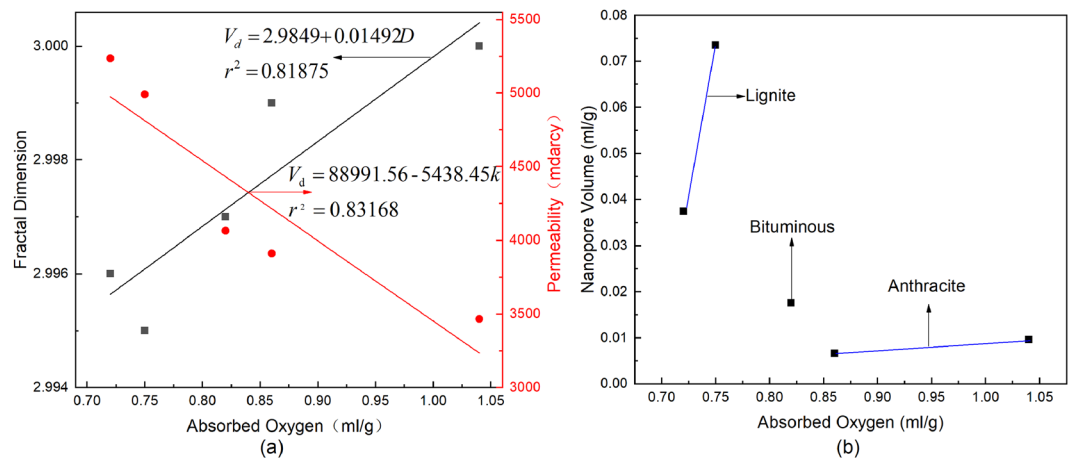 V_d = 2.9849+0.01492D
r² = 0.81875
V_d = 88991.56 - 5438.45k
r² = 0.83168
Fractal Dimension
3.000
2.998
2.996
2.994
5500
5000
4500
4000
3500
3000
Permeability（mdarcy）
0.70 0.75 0.80 0.85 0.90 0.95 1.00 1.05
Absorbed Oxygen（ml/g）
(a)
Nanopore Volume (ml/g)
0.08
0.07
0.06
0.05
0.04
0.03
0.02
0.01
0.00
Lignite
Bituminous
Anthracite
0.70 0.75 0.80 0.85 0.90 0.95 1.00 1.05
Absorbed Oxygen (ml/g)
(b)